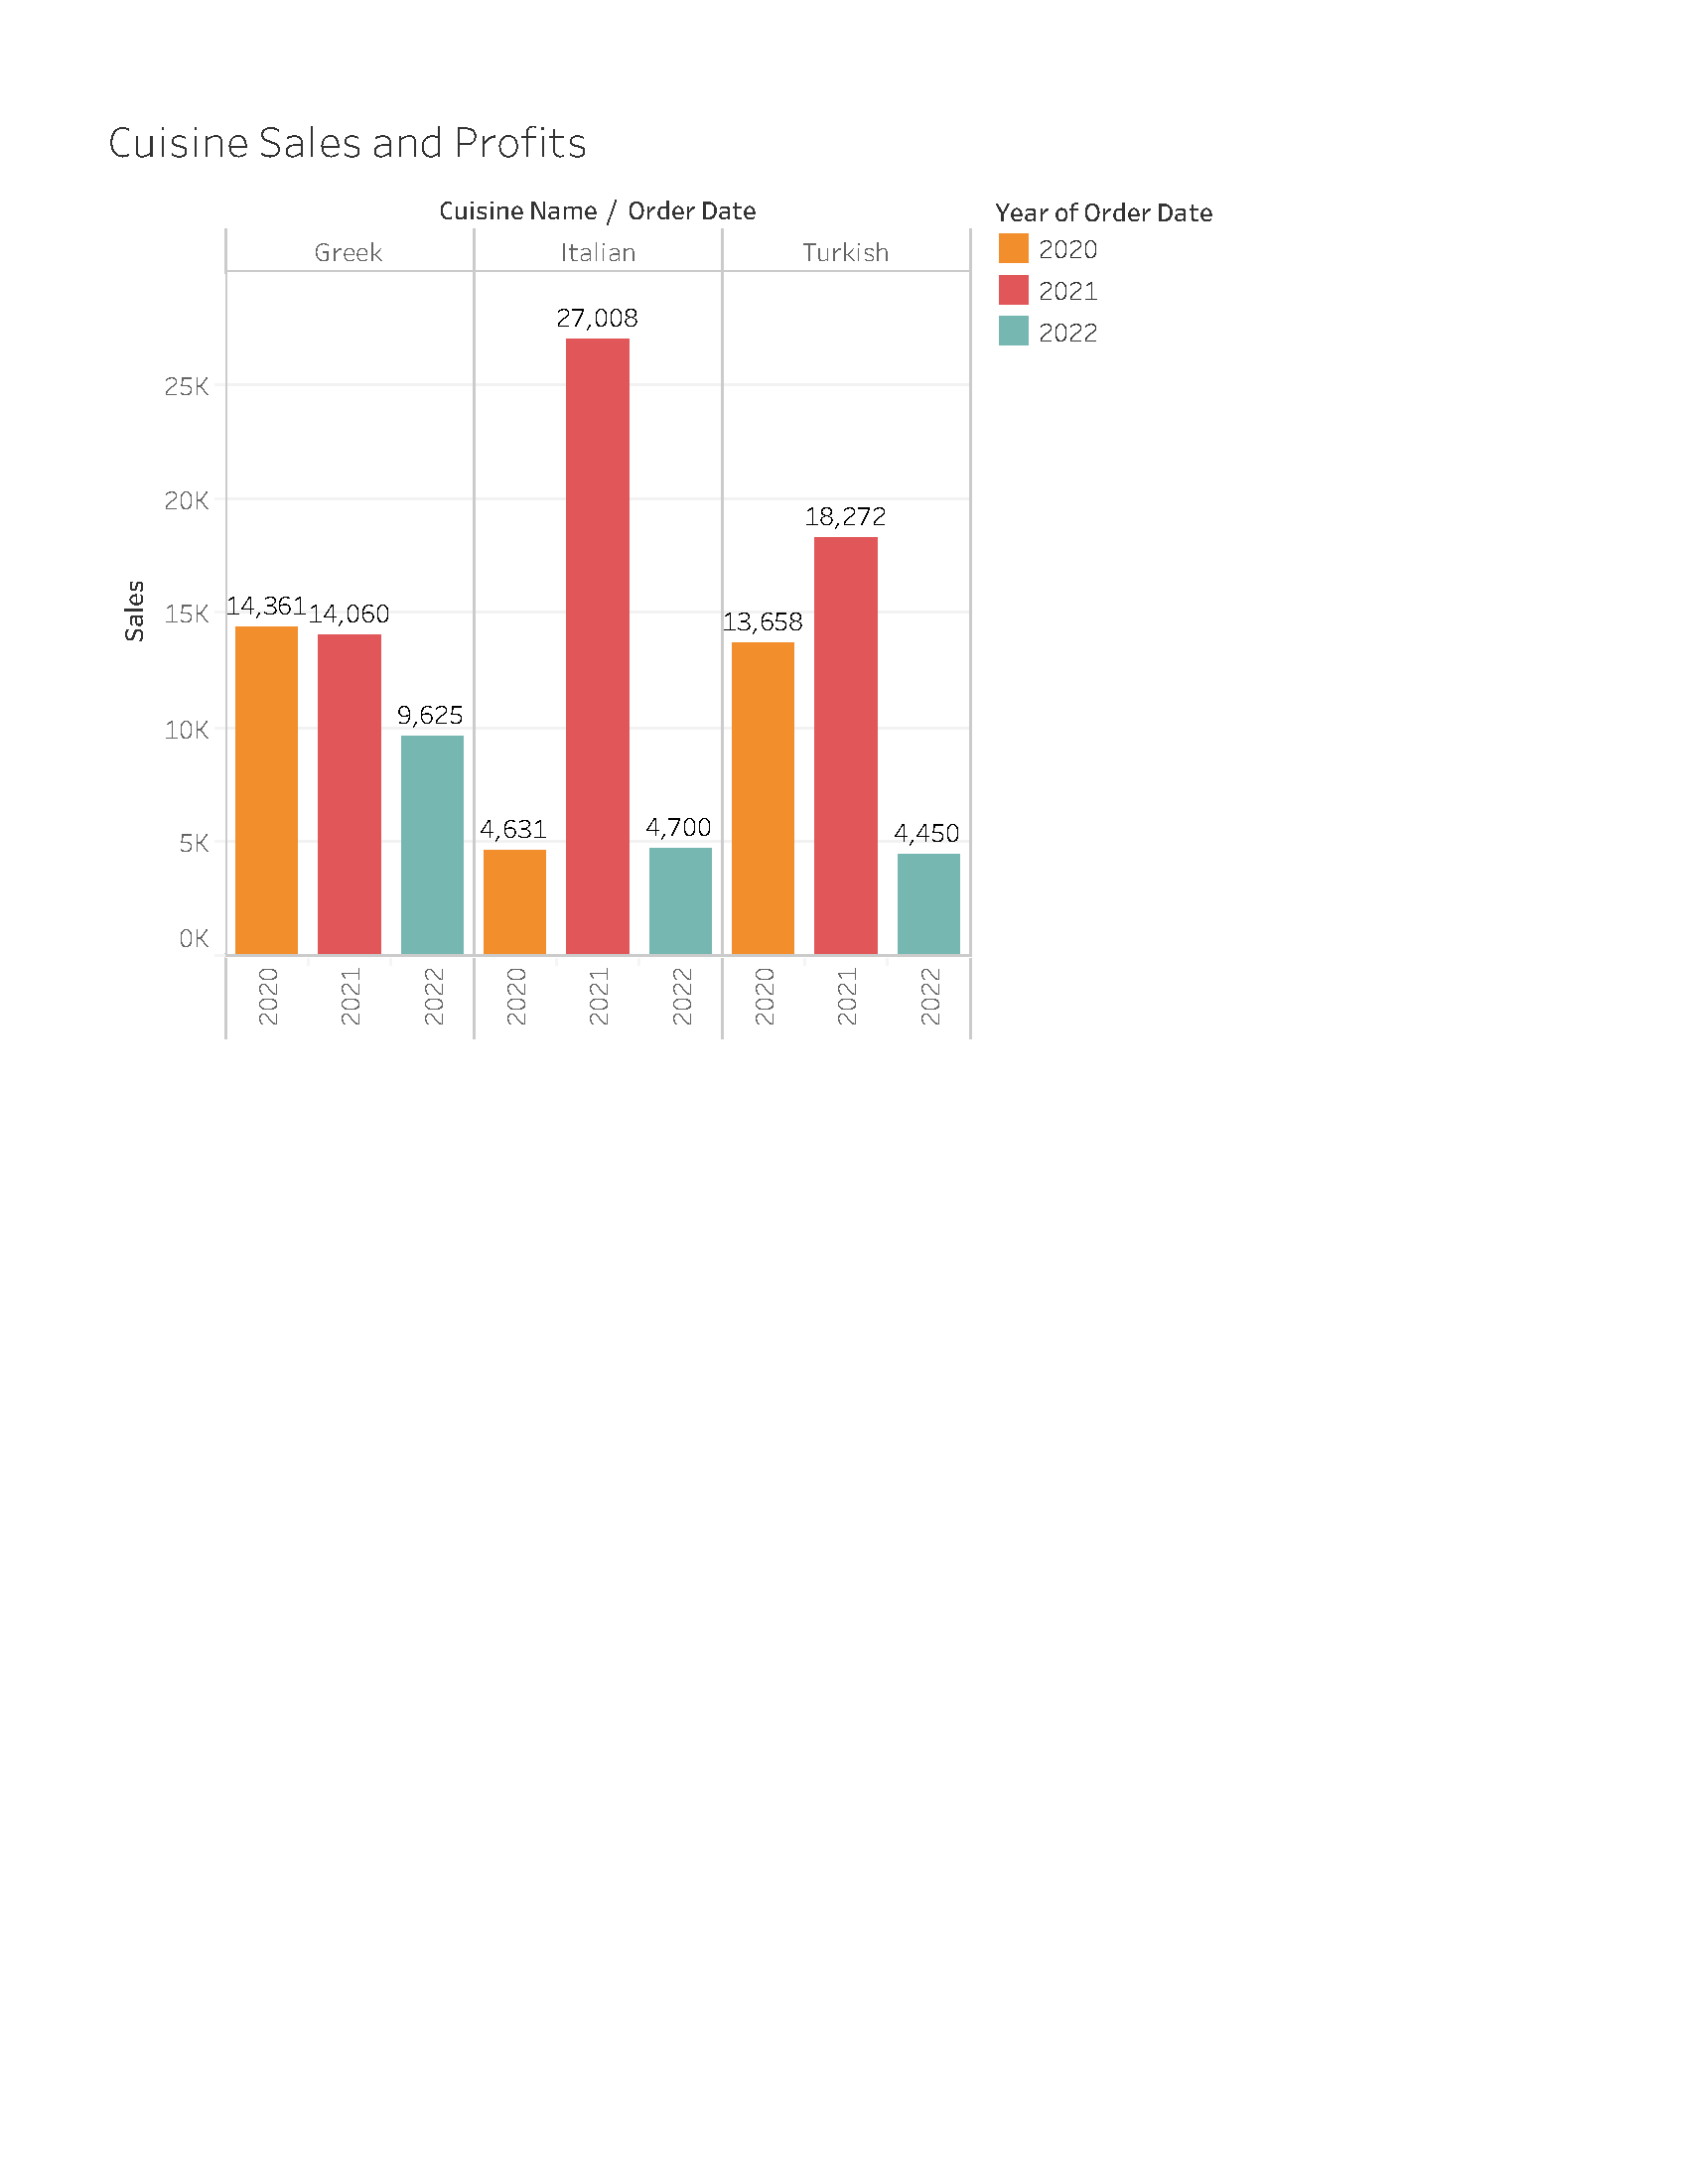 Cuisine Sales and Profits
Cuisine Name / Order Date
Greek Italian Turkish
Year of Order Date
2020
2021
2022
Sales
25K
20K
15K
10K
5K
0K
14,361 14,060 9,625
4,631 27,008 4,700
13,658 18,272 4,450
2020 2021 2022 2020 2021 2022 2020 2021 2022